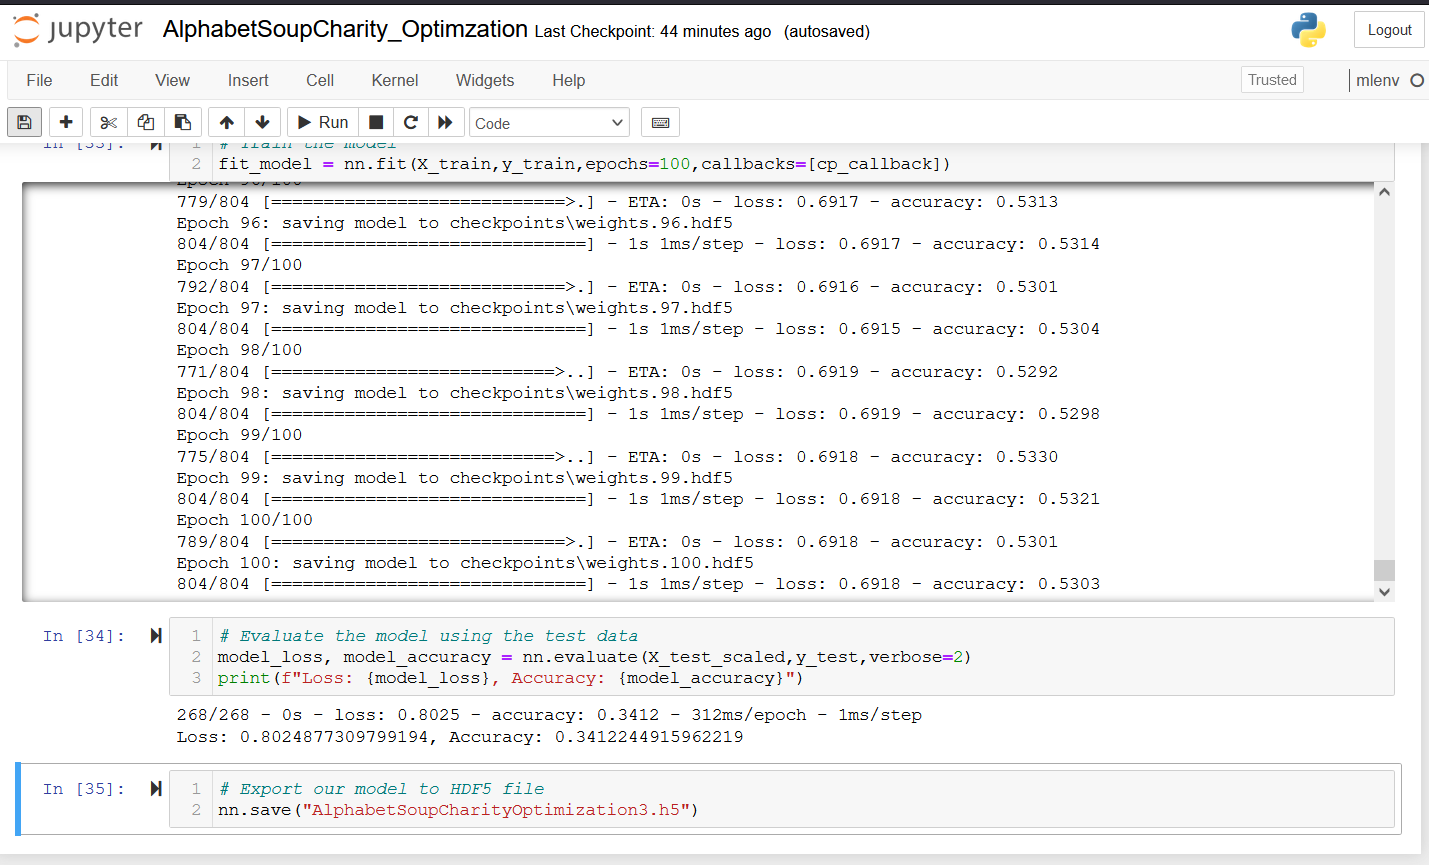 jupyter AlphabetSoupCharity_Optimzation Last Checkpoint: 44 minutes ago (autosaved) Logout
File Edit View Insert Cell Kernel Widgets Help Trusted mlenv
Run Code
In [33]: 1 # Train the model
2 fit_model = nn.fit(X_train,y_train,epochs=100,callbacks=[cp_callback])
Epoch 96/100
779/804 [============================>.] - ETA: 0s - loss: 0.6917 - accuracy: 0.5313
Epoch 96: saving model to checkpoints\weights.96.hdf5
804/804 [==============================] - 1s 1ms/step - loss: 0.6917 - accuracy: 0.5314
Epoch 97/100
792/804 [============================>.] - ETA: 0s - loss: 0.6916 - accuracy: 0.5301
Epoch 97: saving model to checkpoints\weights.97.hdf5
804/804 [==============================] - 1s 1ms/step - loss: 0.6915 - accuracy: 0.5304
Epoch 98/100
771/804 [===========================>..] - ETA: 0s - loss: 0.6919 - accuracy: 0.5292
Epoch 98: saving model to checkpoints\weights.98.hdf5
804/804 [==============================] - 1s 1ms/step - loss: 0.6919 - accuracy: 0.5298
Epoch 99/100
775/804 [===========================>..] - ETA: 0s - loss: 0.6918 - accuracy: 0.5330
Epoch 99: saving model to checkpoints\weights.99.hdf5
804/804 [==============================] - 1s 1ms/step - loss: 0.6918 - accuracy: 0.5321
Epoch 100/100
789/804 [============================>.] - ETA: 0s - loss: 0.6918 - accuracy: 0.5301
Epoch 100: saving model to checkpoints\weights.100.hdf5
804/804 [==============================] - 1s 1ms/step - loss: 0.6918 - accuracy: 0.5303
In [34]: 1 # Evaluate the model using the test data
2 model_loss, model_accuracy = nn.evaluate(X_test_scaled,y_test,verbose=2)
3 print(f"Loss: {model_loss}, Accuracy: {model_accuracy}")
268/268 - 0s - loss: 0.8025 - accuracy: 0.3412 - 312ms/epoch - 1ms/step
Loss: 0.8024877309799194, Accuracy: 0.3412244915962219
In [35]: 1 # Export our model to HDF5 file
2 nn.save("AlphabetSoupCharityOptimization3.h5")